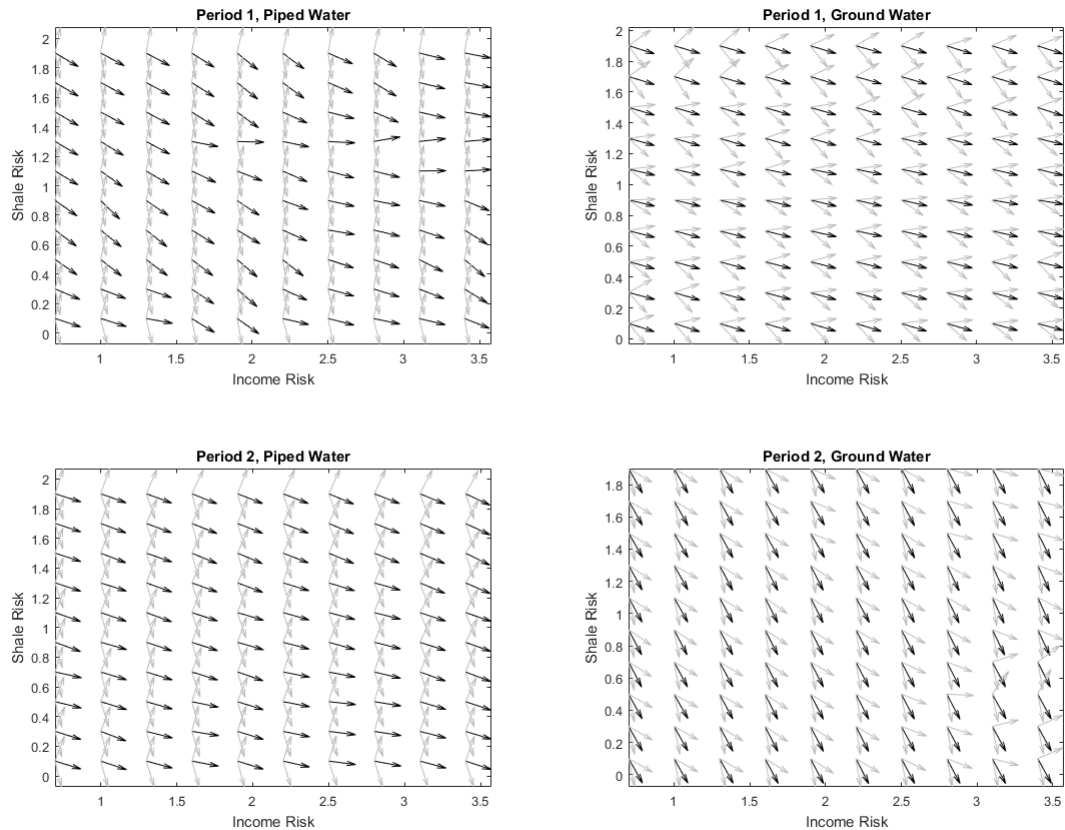 Period 1, Piped Water
2
1.8
1.6
1.4
1.2
1
0.8
0.6
0.4
0.2
0
Shale Risk
1 1.5 2 2.5 3 3.5
Income Risk
Period 1, Ground Water
2
1.8
1.6
1.4
1.2
1
0.8
0.6
0.4
0.2
0
Shale Risk
1 1.5 2 2.5 3 3.5
Income Risk
Period 2, Piped Water
2
1.8
1.6
1.4
1.2
1
0.8
0.6
0.4
0.2
0
Shale Risk
1 1.5 2 2.5 3 3.5
Income Risk
Period 2, Ground Water
1.8
1.6
1.4
1.2
1
0.8
0.6
0.4
0.2
0
Shale Risk
1 1.5 2 2.5 3 3.5
Income Risk